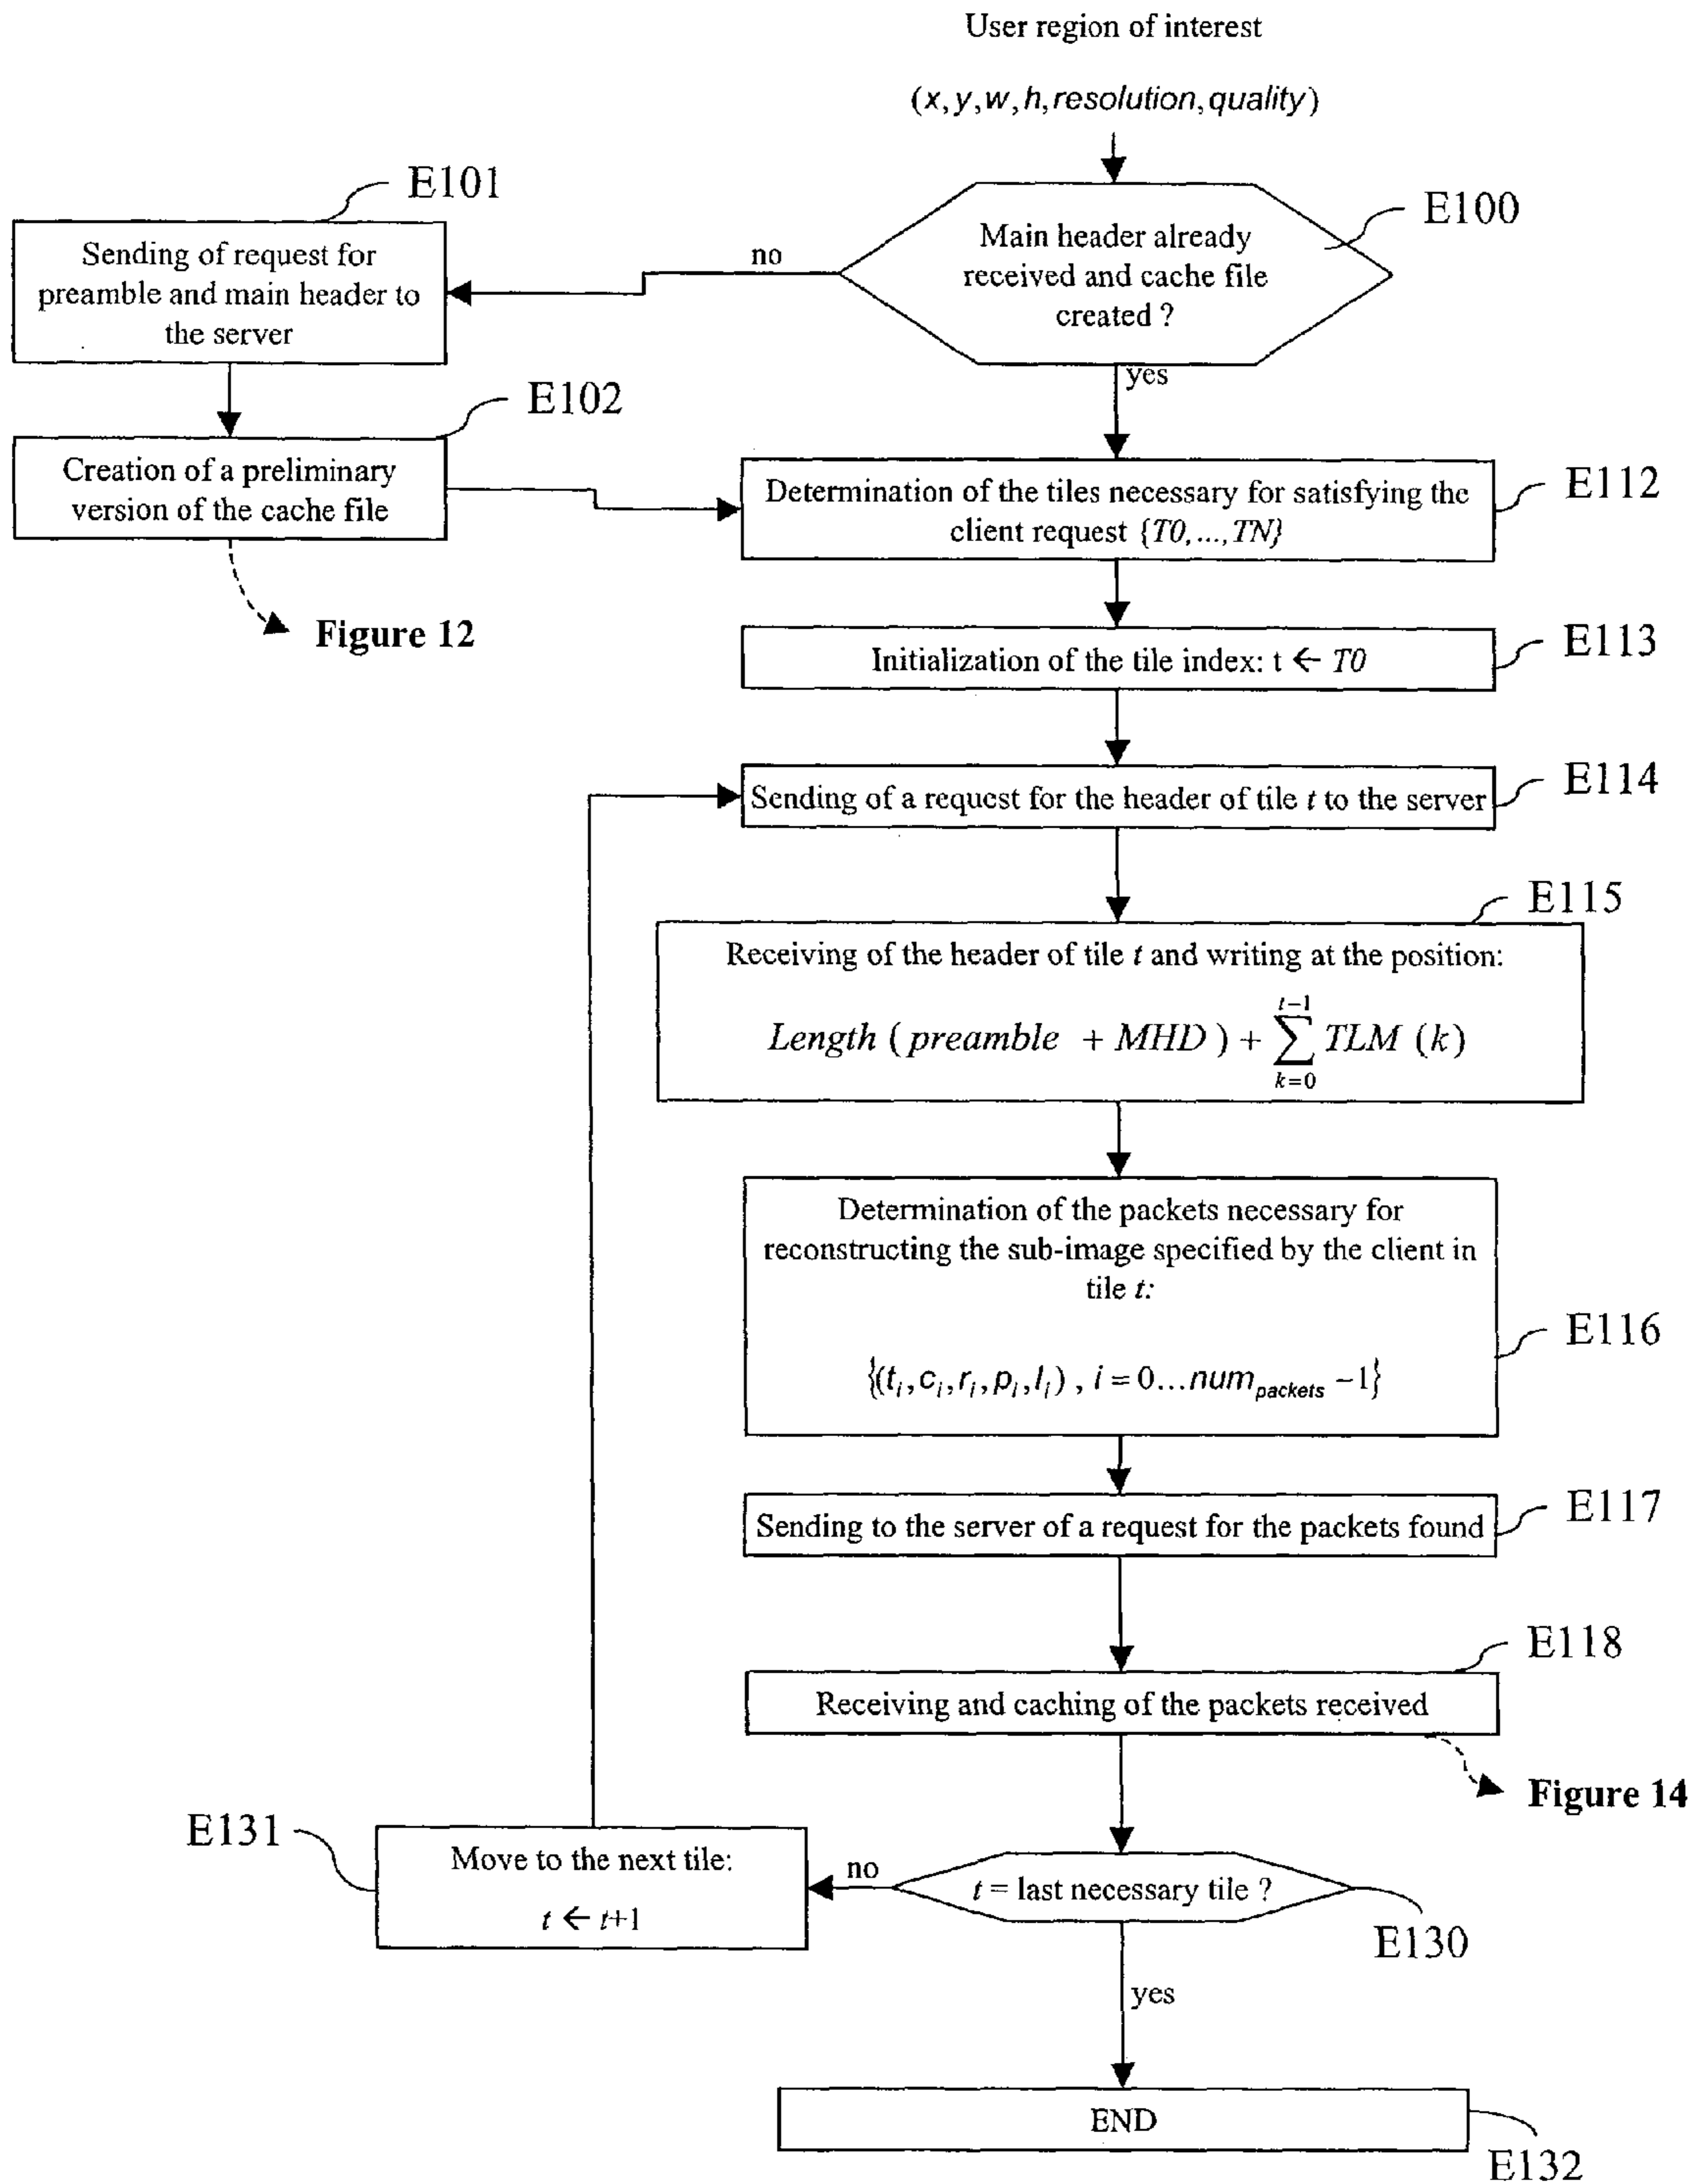 User region of interest
(x,y,w,h,resolution,quality)
E101
E100
Sending of request for
preamble and main header to
the server
no
Main header already
received and cache file
created ?
yes
E102
Creation of a preliminary
version of the cache file
E112
Determination of the tiles necessary for satisfying the
client request {T0,...,TN}
Figure 12
E113
Initialization of the tile index: t ← T0
E114
Sending of a request for the header of tile t to the server
E115
Receiving of the header of tile t and writing at the position:
Length ( preamble + MHD ) + ∑_{k=0}^{t−1} TLM (k)
Determination of the packets necessary for
reconstructing the sub-image specified by the client in
tile t:
E116
{(t_i,c_i,r_i,p_i,l_i) , i = 0...num_packets −1}
E117
Sending to the server of a request for the packets found
E118
Receiving and caching of the packets received
Figure 14
E131
Move to the next tile:
t ← t+1
no
t = last necessary tile ?
E130
yes
END
E132